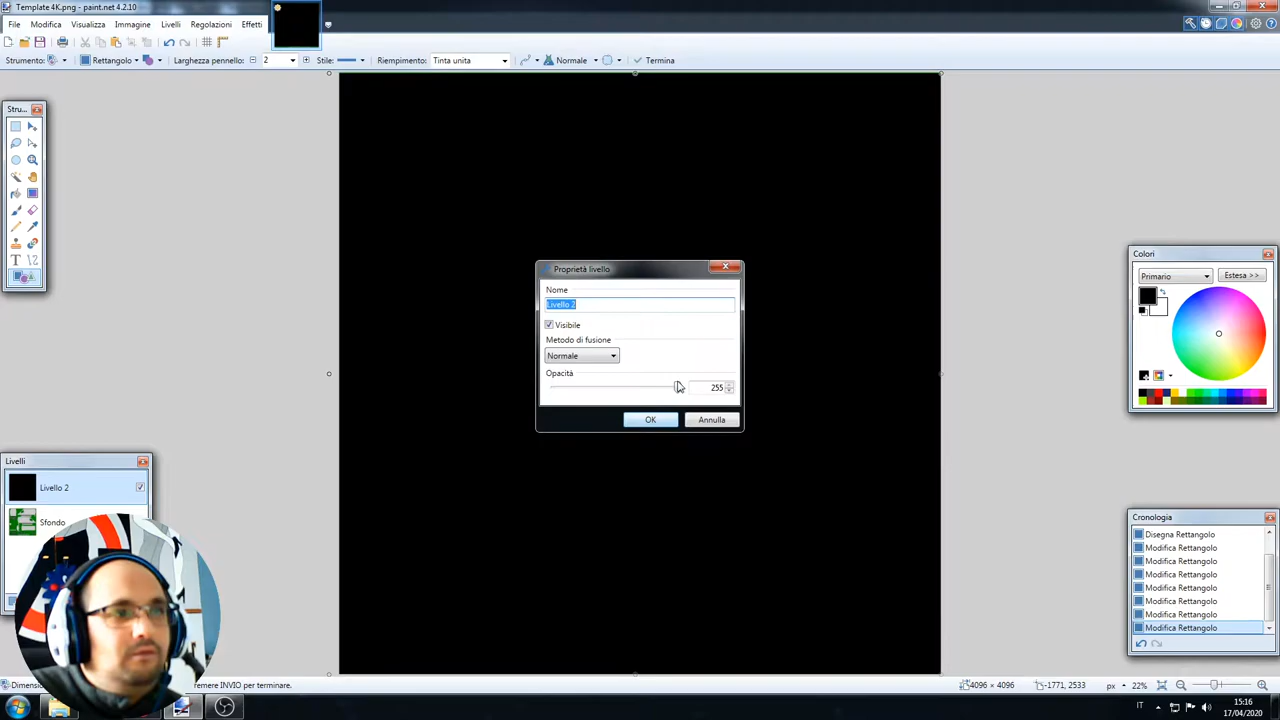 Template 4K.png - paint.net 4.2.10
File Modifica Visualizza Immagine Livelli Regolazioni Effetti
Strumento: Rettangolo Larghezza pennello: 2 Stile: Riempimento: Tinta unita Normale Termina
Stru...
Proprietà livello
Nome
Livello 2
Visibile
Metodo di fusione
Normale
Opacità
255
OK Annulla
Colori
Primario Estesa >>
Livelli
Livello 2
Sfondo
Cronologia
Disegna Rettangolo
Modifica Rettangolo
Modifica Rettangolo
Modifica Rettangolo
Modifica Rettangolo
Modifica Rettangolo
Modifica Rettangolo
Modifica Rettangolo
INVIO per terminare. 4096 × 4096 -1771, 2533 px 22%
IT 15:16
17/04/2020